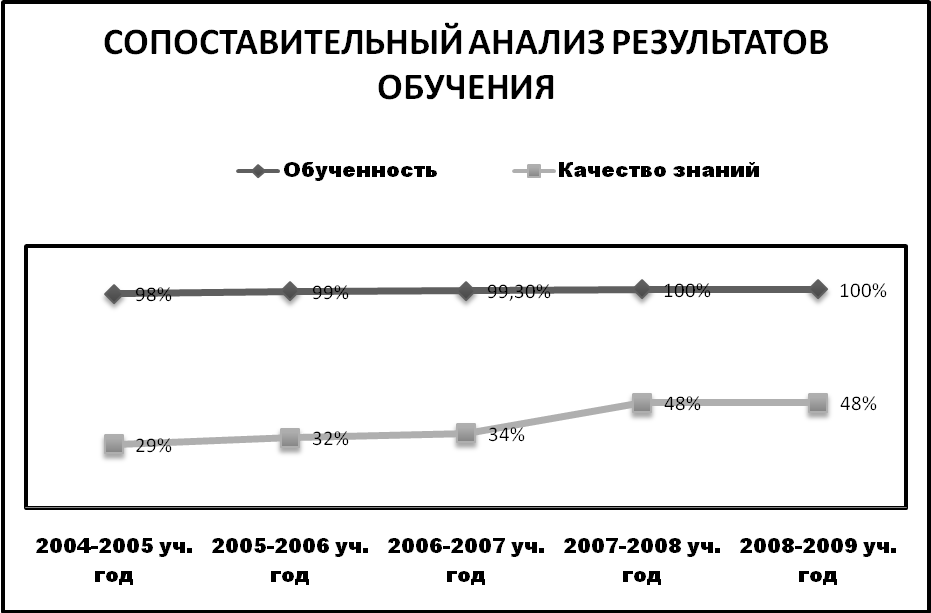 СОПОСТАВИТЕЛЬНЫЙ АНАЛИЗ РЕЗУЛЬТАТОВ
ОБУЧЕНИЯ
Обученность Качество знаний
98% 99% 99,30% 100% 100%
29% 32% 34% 48% 48%
2004-2005 уч. 2005-2006 уч. 2006-2007 уч. 2007-2008 уч. 2008-2009 уч.
год год год год год